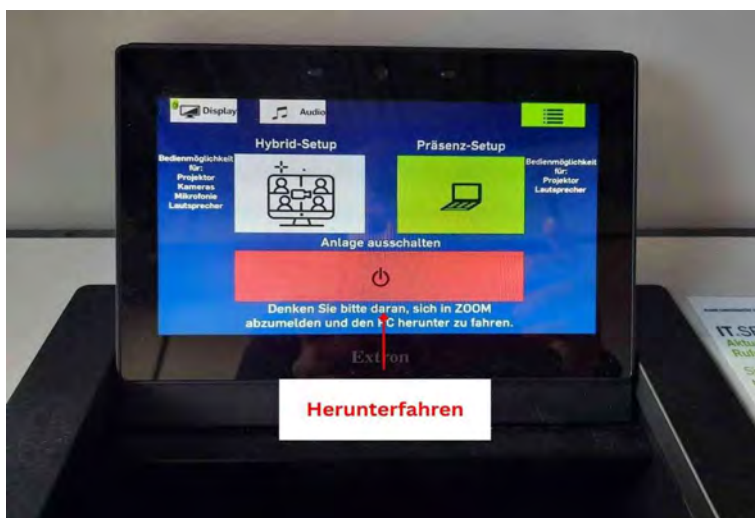 Display
Audio
Hybrid-Setup
Präsenz-Setup
Bedienmöglichkeit
für:
Projektor
Kameras
Mikrofonie
Lautsprecher
Bedienmöglichkeit
für:
Projektor
Lautsprecher
Anlage ausschalten
Denken Sie bitte daran, sich in ZOOM
abzumelden und den PC herunter zu fahren.
Extron
Herunterfahren